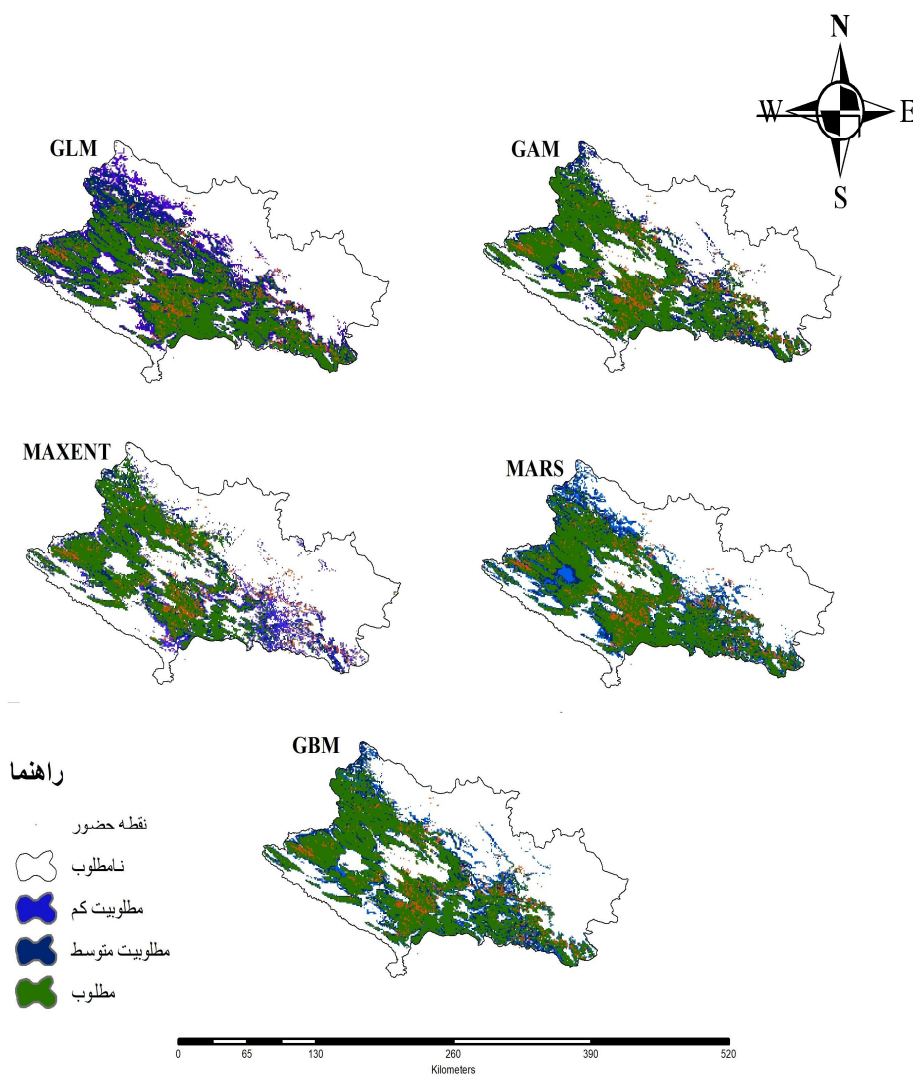 N
W E
S
GLM
GAM
MAXENT
MARS
GBM
راهنما
نقطه حضور
نامطلوب
مطلوبیت کم
مطلوبیت متوسط
مطلوب
0 65 130 260 390 520
Kilometers